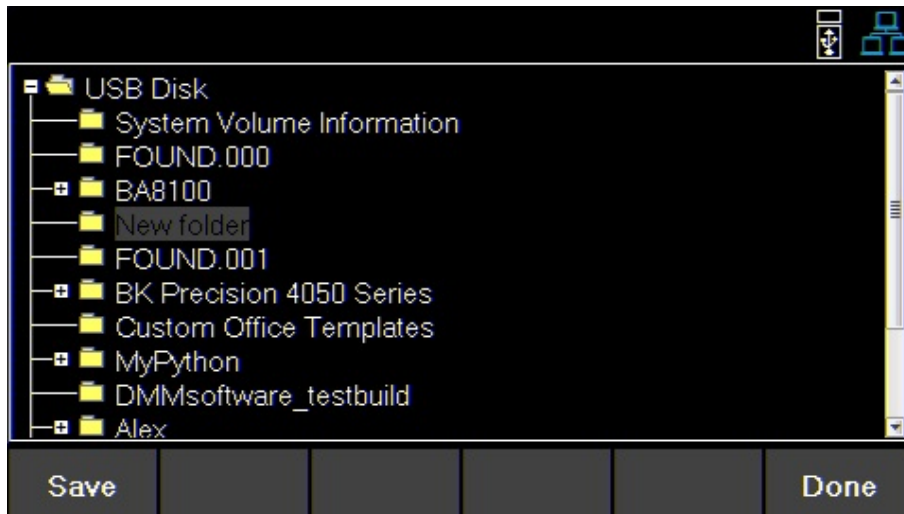 USB Disk
System Volume Information
FOUND.000
BA8100
New folder
FOUND.001
BK Precision 4050 Series
Custom Office Templates
MyPython
DMMsoftware_testbuild
Alex
Save Done